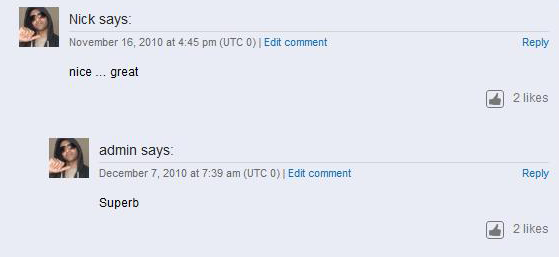 Nick says:
November 16, 2010 at 4:45 pm (UTC 0) | Edit comment Reply
nice ... great
2 likes
admin says:
December 7, 2010 at 7:39 am (UTC 0) | Edit comment Reply
Superb
2 likes